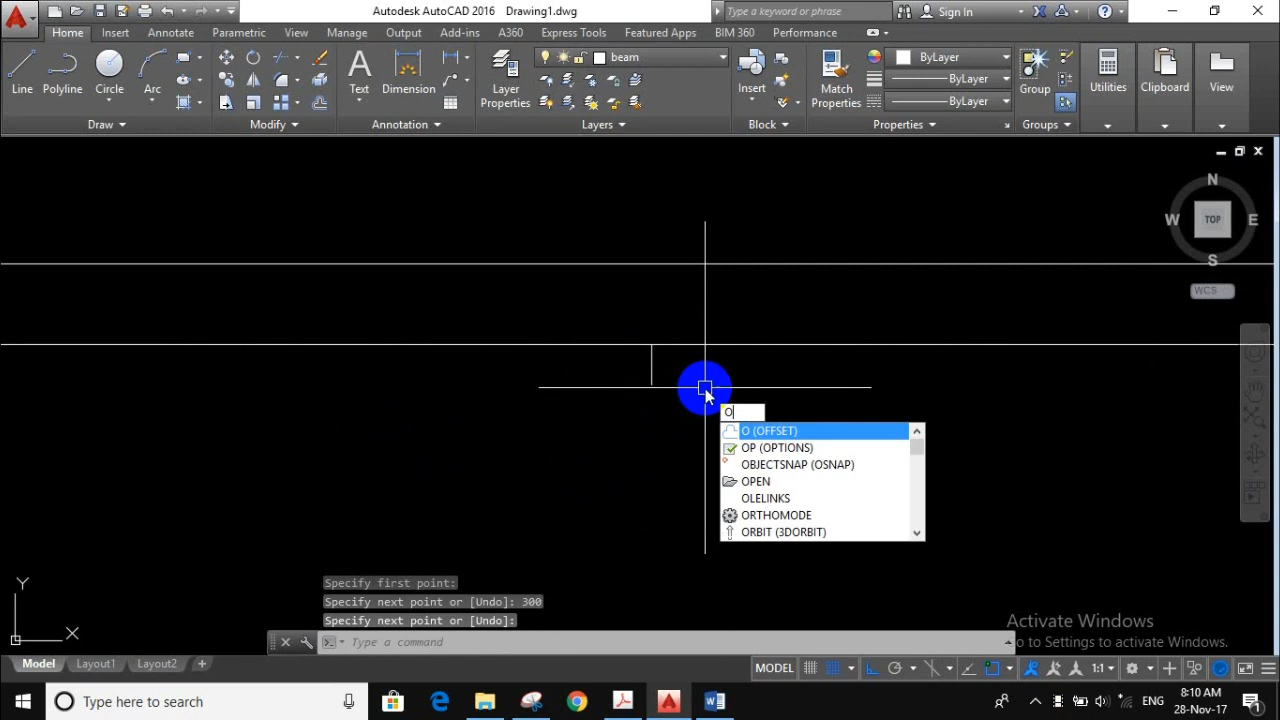 Autodesk AutoCAD 2016 Drawing1.dwg
Type a keyword or phrase
Sign In
Home Insert Annotate Parametric View Manage Output Add-ins A360 Express Tools Featured Apps BIM 360 Performance
Line
Polyline
Circle
Arc
Text
Dimension
Layer
Properties
beam
Insert
Match
Properties
ByLayer
ByLayer
ByLayer
Group
Utilities
Clipboard
View
Draw
Modify
Annotation
Layers
Block
Properties
Groups
N
W
TOP
E
S
WCS
O
O (OFFSET)
OP (OPTIONS)
OBJECTSNAP (OSNAP)
OPEN
OLELINKS
ORTHOMODE
ORBIT (3DORBIT)
Y
X
Specify first point:
Specify next point or [Undo]: 300
Specify next point or [Undo]:
Type a command
Activate Windows
o to Settings to activate Windows.
Model Layout1 Layout2
MODEL
1:1
Type here to search
ENG
8:10 AM
28-Nov-17
1